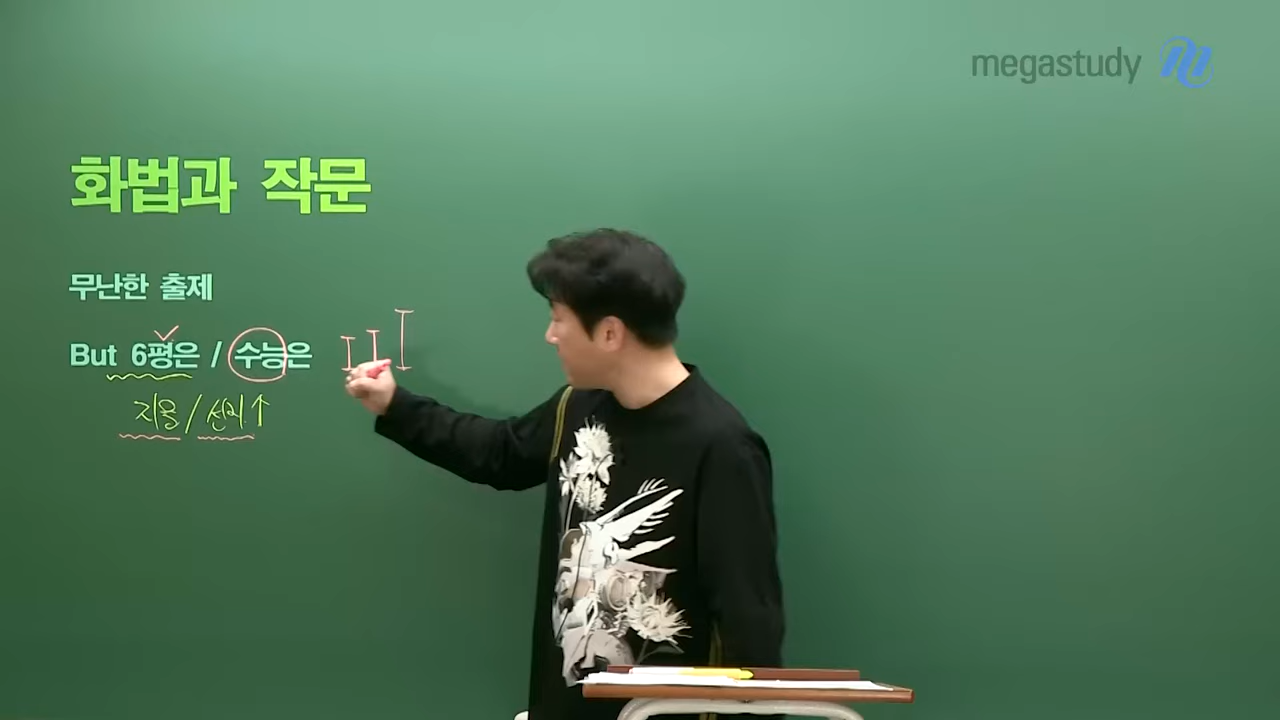 megastudy
화법과 작문
무난한 출제
But 6평은 / 수능은
지문 / 선지 ↑